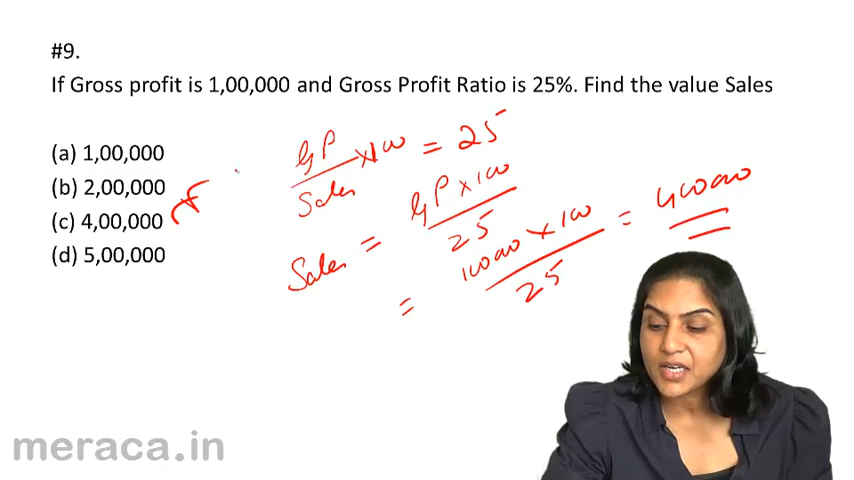 #9.
If Gross profit is 1,00,000 and Gross Profit Ratio is 25%. Find the value Sales
(a) 1,00,000
(b) 2,00,000
(c) 4,00,000
(d) 5,00,000
GP
—— ×100 = 25
Sales
Sales = GP × 100
25
= 100000 × 100 = 400000
25
meraca.in